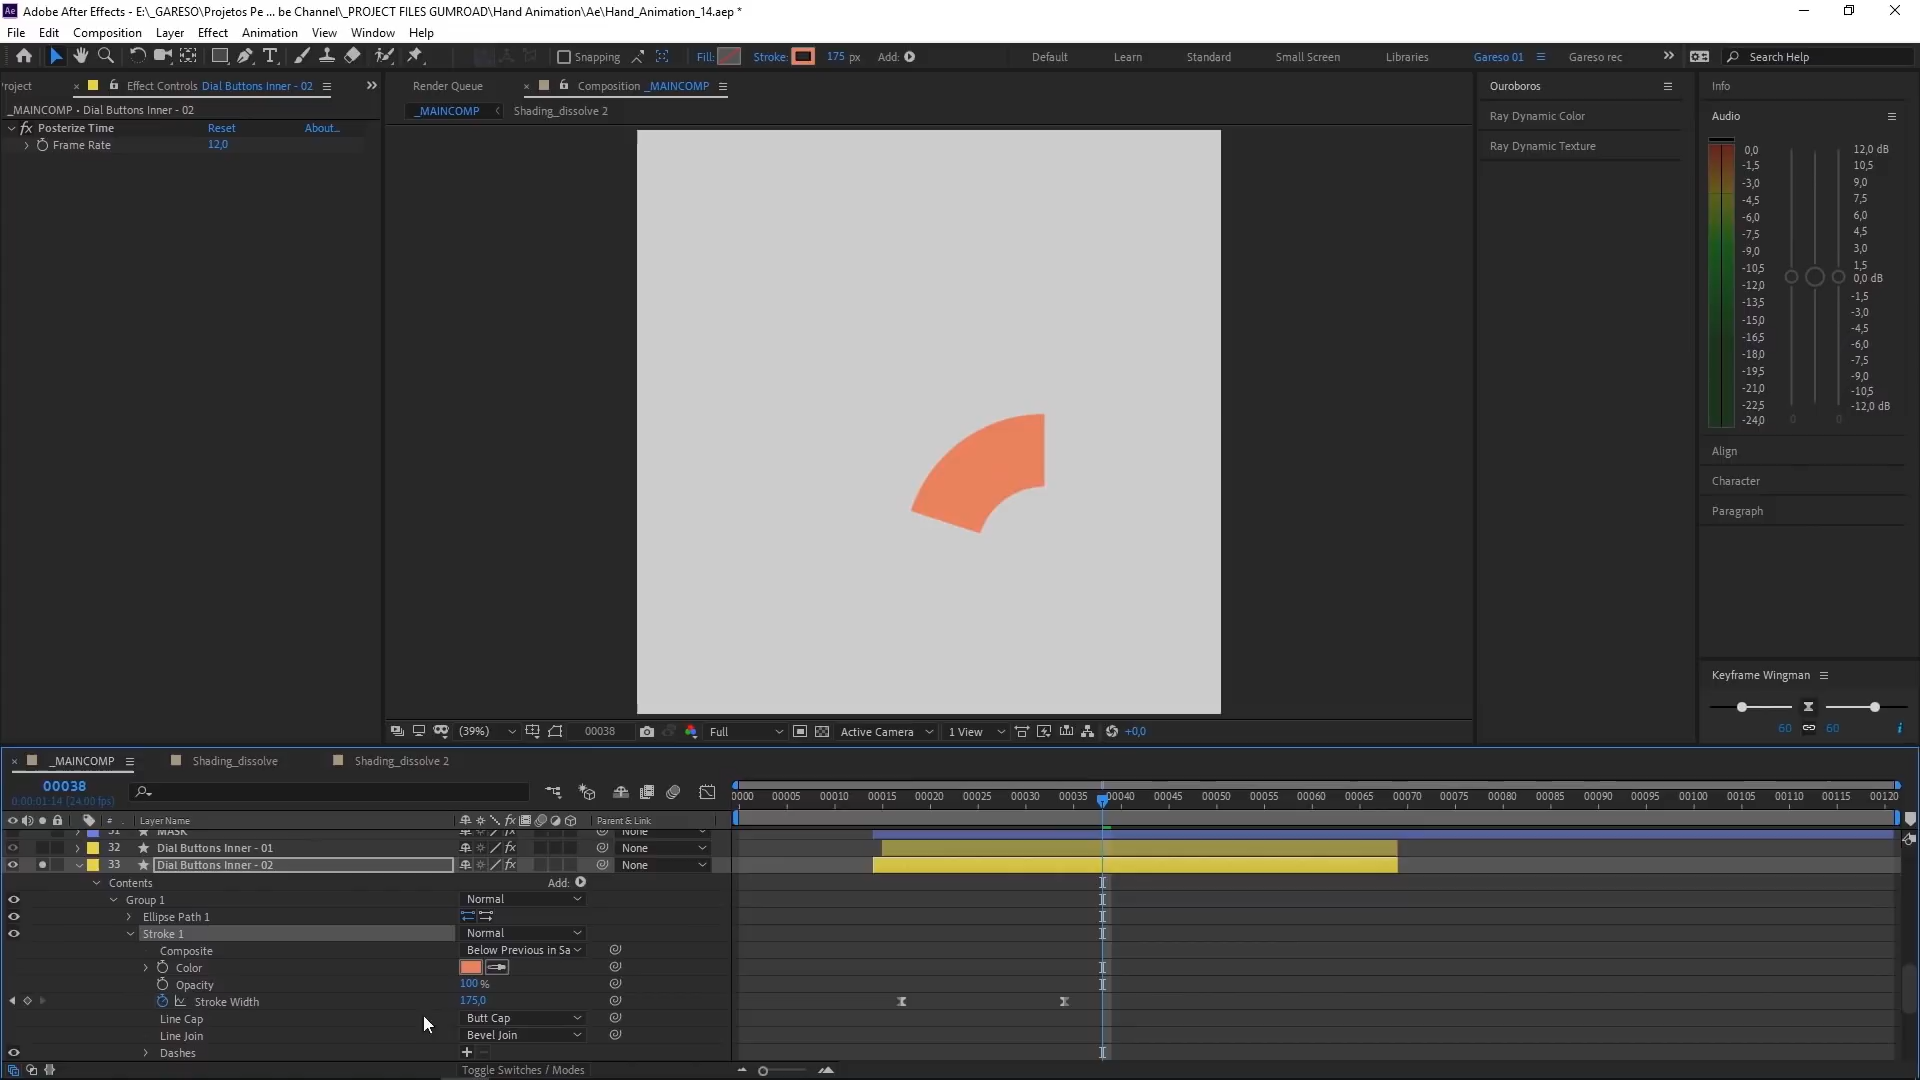 Ae Adobe After Effects - E:\_GARESO\Projetos Pe ... be Channel\_PROJECT FILES GUMROAD\Hand Animation\Ae\Hand_Animation_14.aep *
File Edit Composition Layer Effect Animation View Window Help
Snapping Fill: Stroke: 175 px Add: Default Learn Standard Small Screen Libraries Gareso 01 Gareso rec Search Help
roject Effect Controls Dial Buttons Inner - 02
_MAINCOMP • Dial Buttons Inner - 02
fx Posterize Time Reset About...
Frame Rate 12,0
Render Queue Composition _MAINCOMP
_MAINCOMP Shading_dissolve 2
Ouroboros
Ray Dynamic Color
Ray Dynamic Texture
Info
Audio
0,0 12,0 dB
-1,5 10,5
-3,0 9,0
-4,5 7,5
-6,0 6,0
-7,5 4,5
-9,0 3,0
-10,5 1,5
-12,0 0,0 dB
-13,5 -1,5
-15,0 -3,0
-16,5 -4,5
-18,0 -6,0
-19,5 -7,5
-21,0 -9,0
-22,5 -10,5
-24,0 -12,0 dB
0 0
Align
Character
Paragraph
Keyframe Wingman
60 60 i
(39%) 00038 Full Active Camera 1 View +0,0
_MAINCOMP Shading_dissolve Shading_dissolve 2
00038
0:00:01:14 (24.00 fps)
0000 00005 00010 00015 00020 00025 00030 00035 00040 00045 00050 00055 00060 00065 00070 00075 00080 00085 00090 00095 00100 00105 00110 00115 00120
# Layer Name fx Parent & Link
31 MASK fx None
32 Dial Buttons Inner - 01 fx None
33 Dial Buttons Inner - 02 fx None
Contents Add:
Group 1 Normal
Ellipse Path 1
Stroke 1 Normal
Composite Below Previous in Sa
Color
Opacity 100 %
Stroke Width 175,0
Line Cap Butt Cap
Line Join Bevel Join
Dashes + −
Toggle Switches / Modes